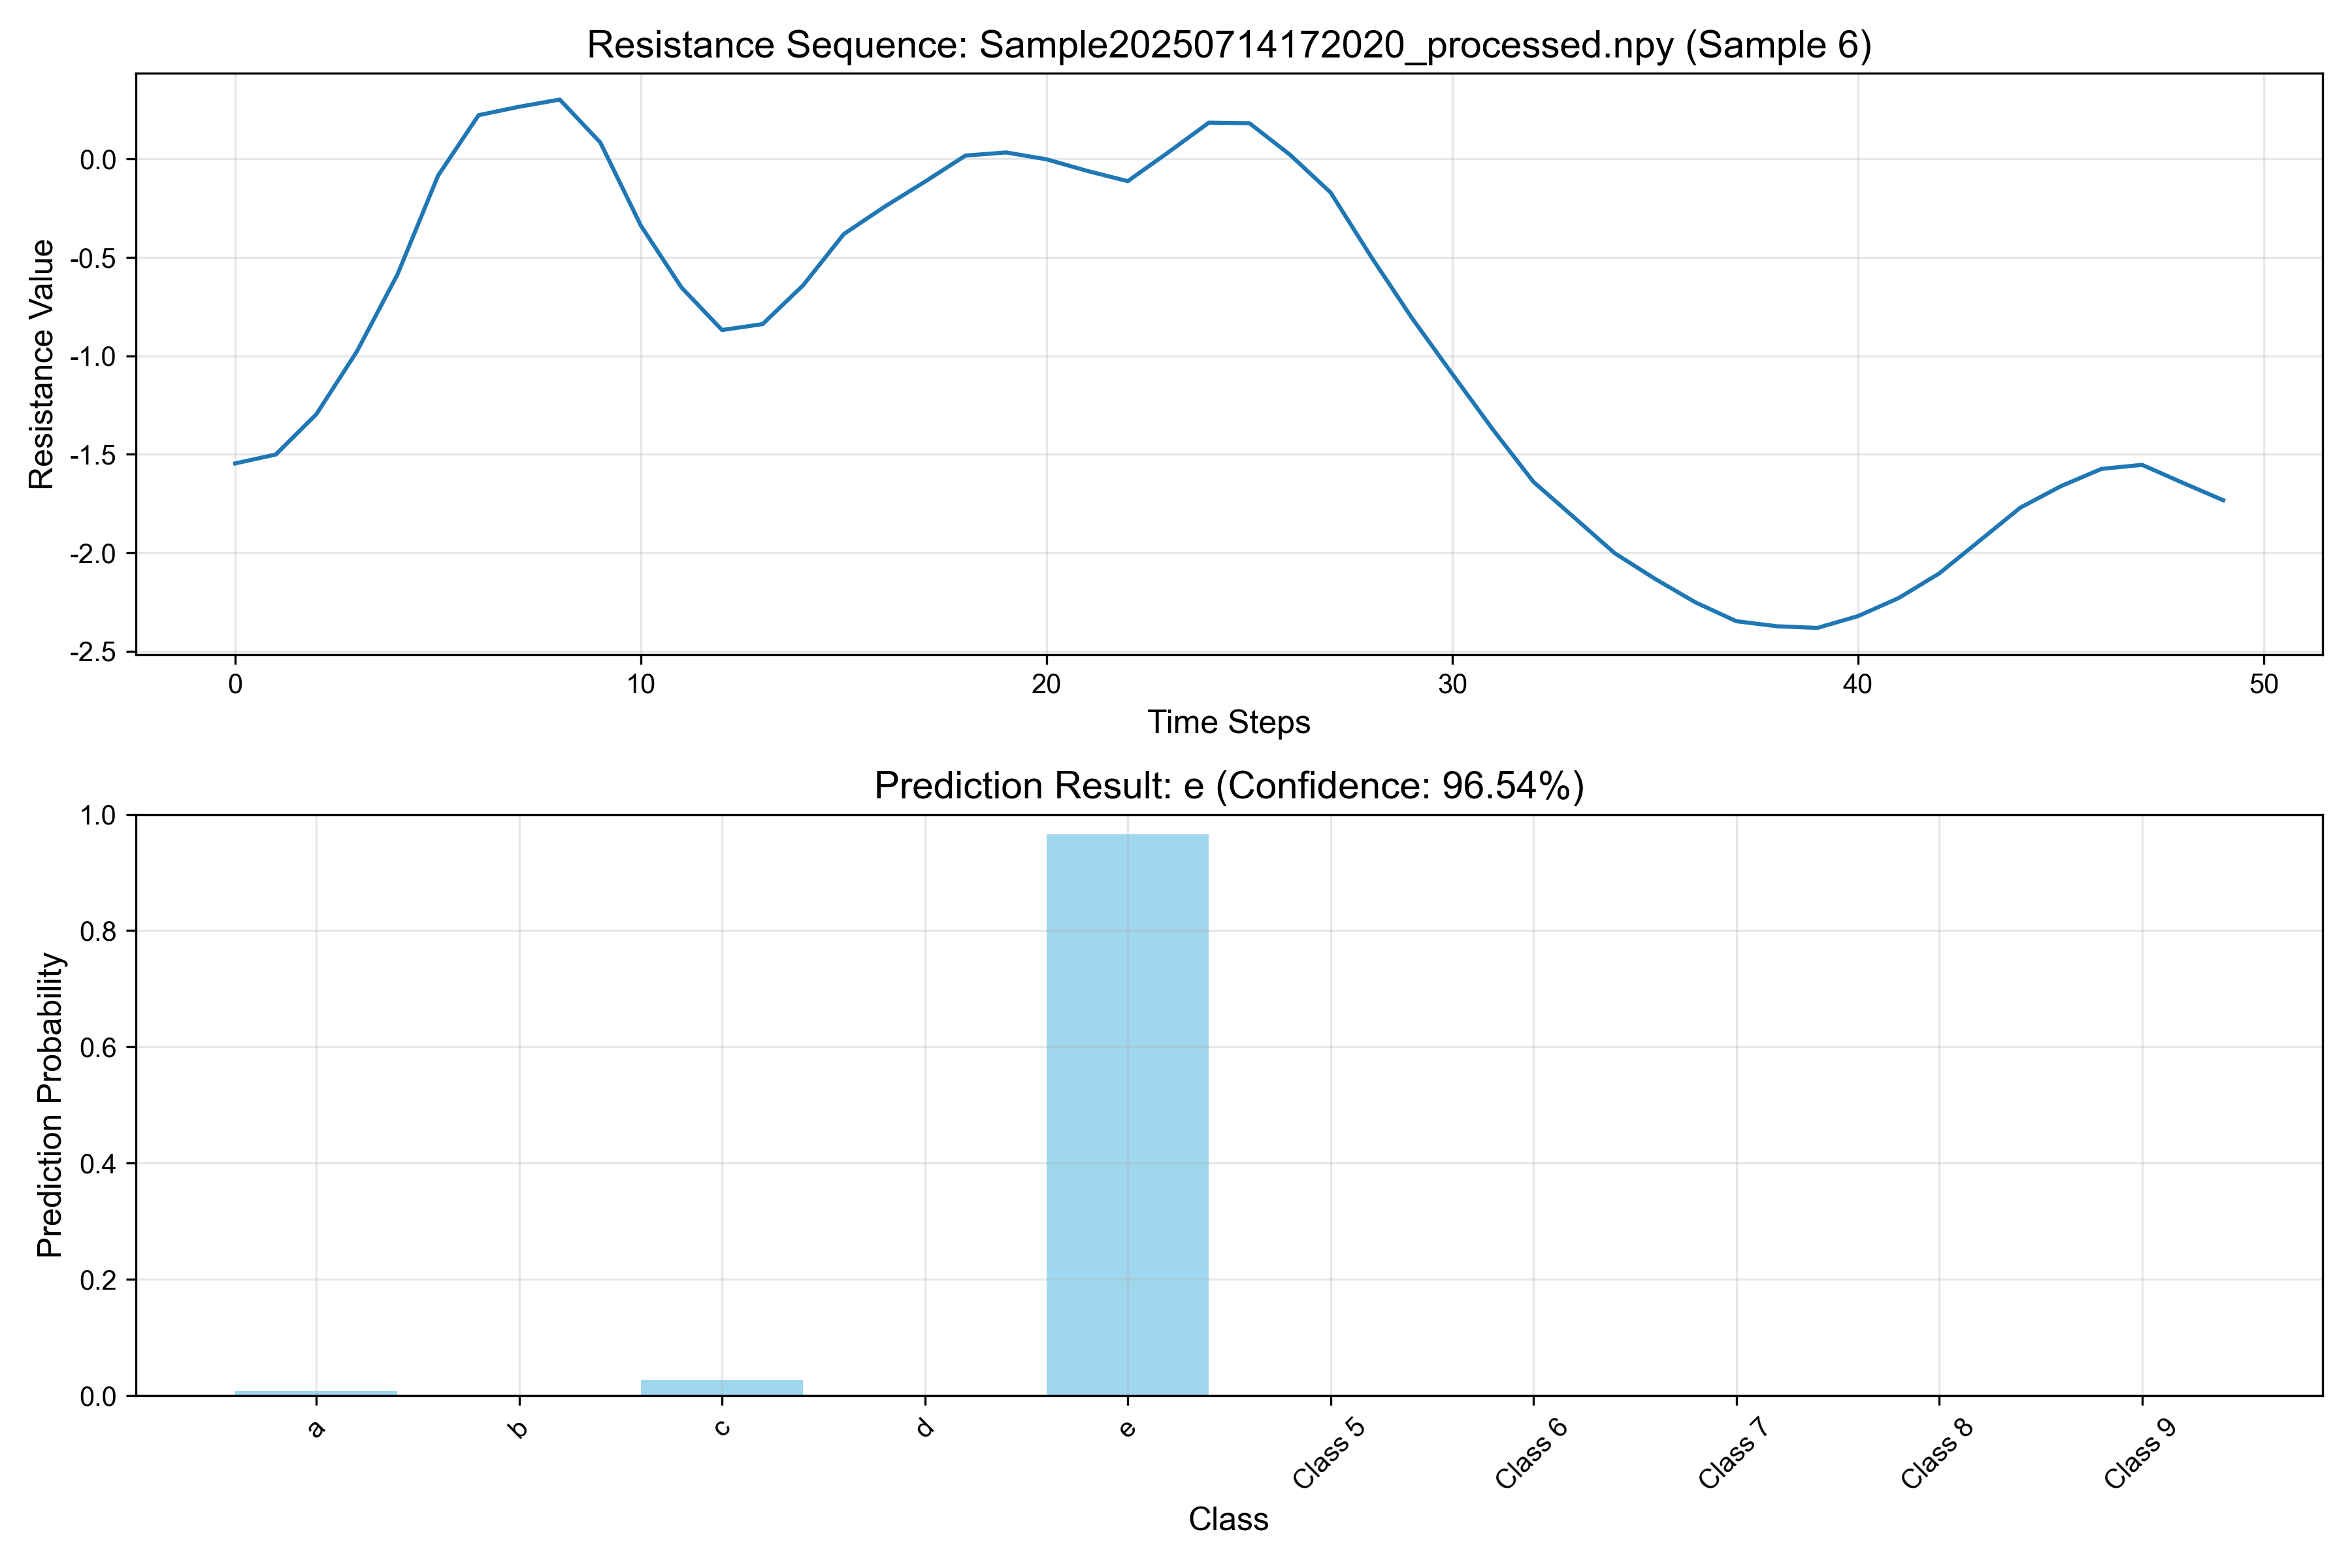 Resistance Sequence: Sample20250714172020_processed.npy (Sample 6)
Resistance Value
0.0
-0.5
-1.0
-1.5
-2.0
-2.5
0 10 20 30 40 50
Time Steps
Prediction Result: e (Confidence: 96.54%)
Prediction Probability
1.0
0.8
0.6
0.4
0.2
0.0
a b c d e Class 5 Class 6 Class 7 Class 8 Class 9
Class